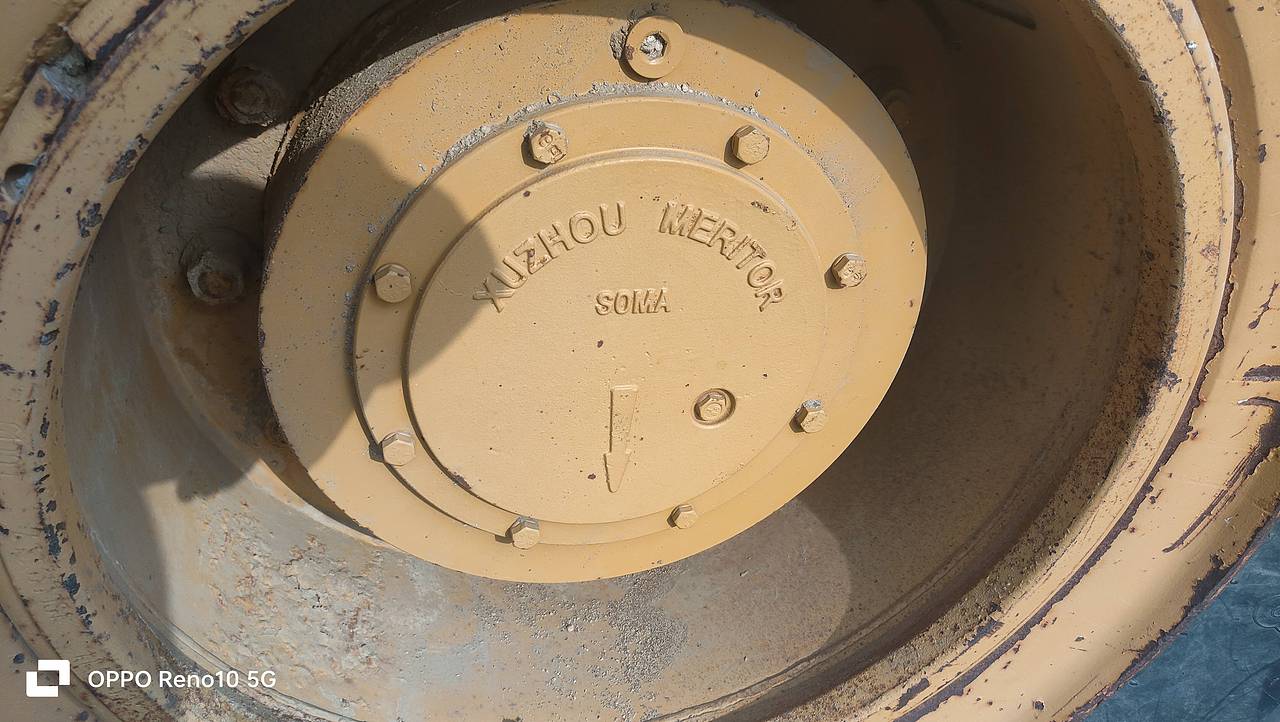 XUZHOU MERITOR
SOMA
OPPO Reno10 5G